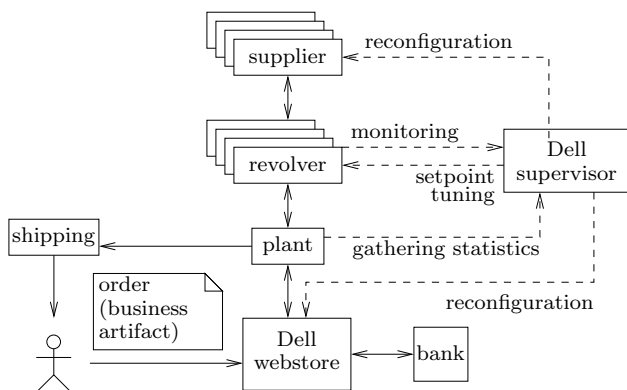 reconfiguration
supplier
monitoring
revolver
setpoint
tuning
Dell
supervisor
shipping
plant
gathering statistics
order
(business
artifact)
reconfiguration
Dell
webstore
bank